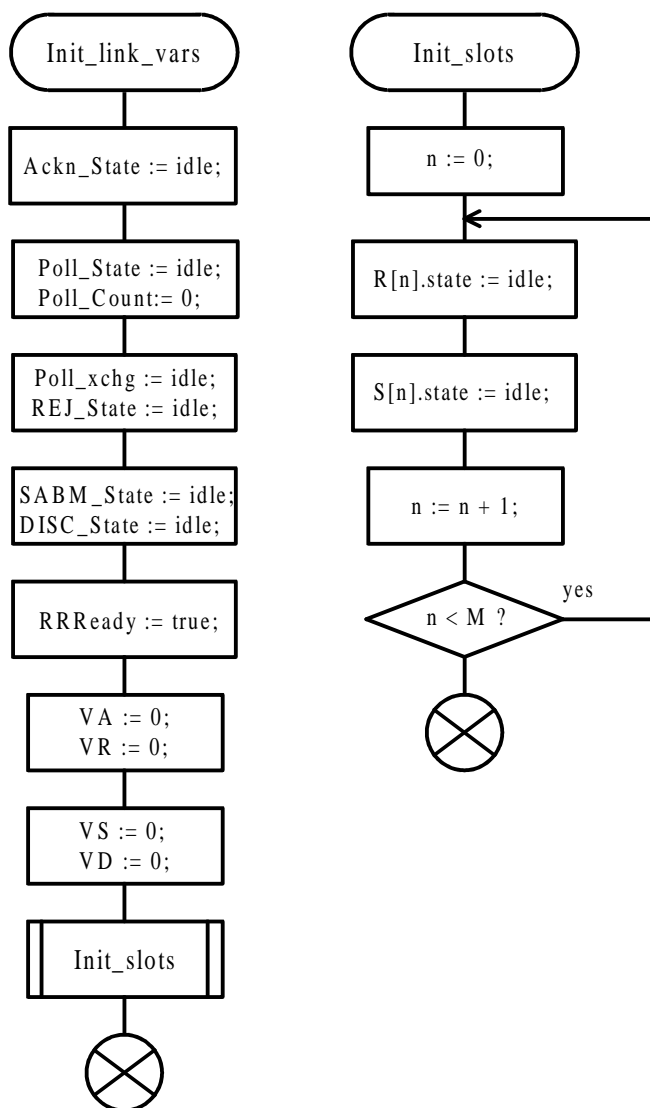 Init_link_vars
Ackn_State := idle;
Poll_State := idle;
Poll_Count:= 0;
Poll_xchg := idle;
REJ_State := idle;
SABM_State := idle;
DISC_State := idle;
RRReady := true;
VA := 0;
VR := 0;
VS := 0;
VD := 0;
Init_slots
Init_slots
n := 0;
R[n].state := idle;
S[n].state := idle;
n := n + 1;
n < M ?
yes